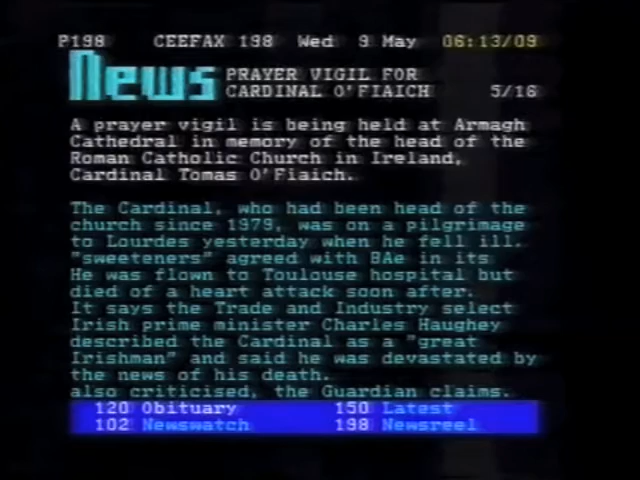 P198 CEEFAX 198 Wed 9 May 06:13/09
News PRAYER VIGIL FOR
CARDINAL O'FIAICH 5/16
A prayer vigil is being held at Armagh
Cathedral in memory of the head of the
Roman Catholic Church in Ireland,
Cardinal Tomas O'Fiaich.
The Cardinal, who had been head of the
church since 1979, was on a pilgrimage
to Lourdes yesterday when he fell ill.
"sweeteners" agreed with BAe in its
He was flown to Toulouse hospital but
died of a heart attack soon after.
It says the Trade and Industry select
Irish prime minister Charles Haughey
described the Cardinal as a "great
Irishman" and said he was devastated by
the news of his death.
also criticised, the Guardian claims.
120 Obituary 150 Latest
102 Newswatch 198 Newsreel